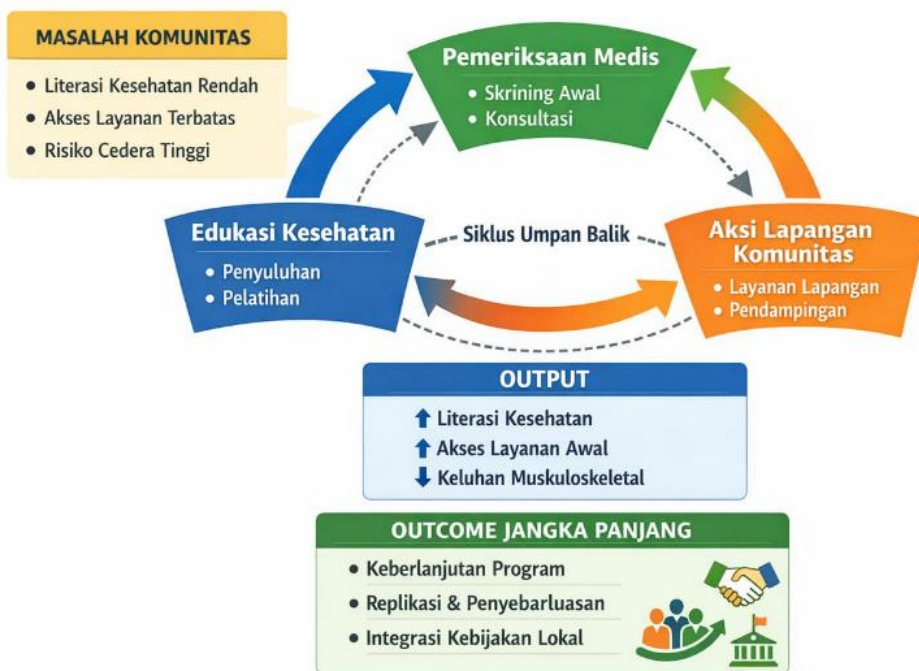 MASALAH KOMUNITAS
• Literasi Kesehatan Rendah
• Akses Layanan Terbatas
• Risiko Cedera Tinggi
Pemeriksaan Medis
• Skrining Awal
• Konsultasi
Edukasi Kesehatan
• Penyuluhan
• Pelatihan
Siklus Umpan Balik
Aksi Lapangan
Komunitas
• Layanan Lapangan
• Pendampingan
OUTPUT
↑ Literasi Kesehatan
↑ Akses Layanan Awal
↓ Keluhan Muskuloskeletal
OUTCOME JANGKA PANJANG
• Keberlanjutan Program
• Replikasi & Penyebarluasan
• Integrasi Kebijakan Lokal